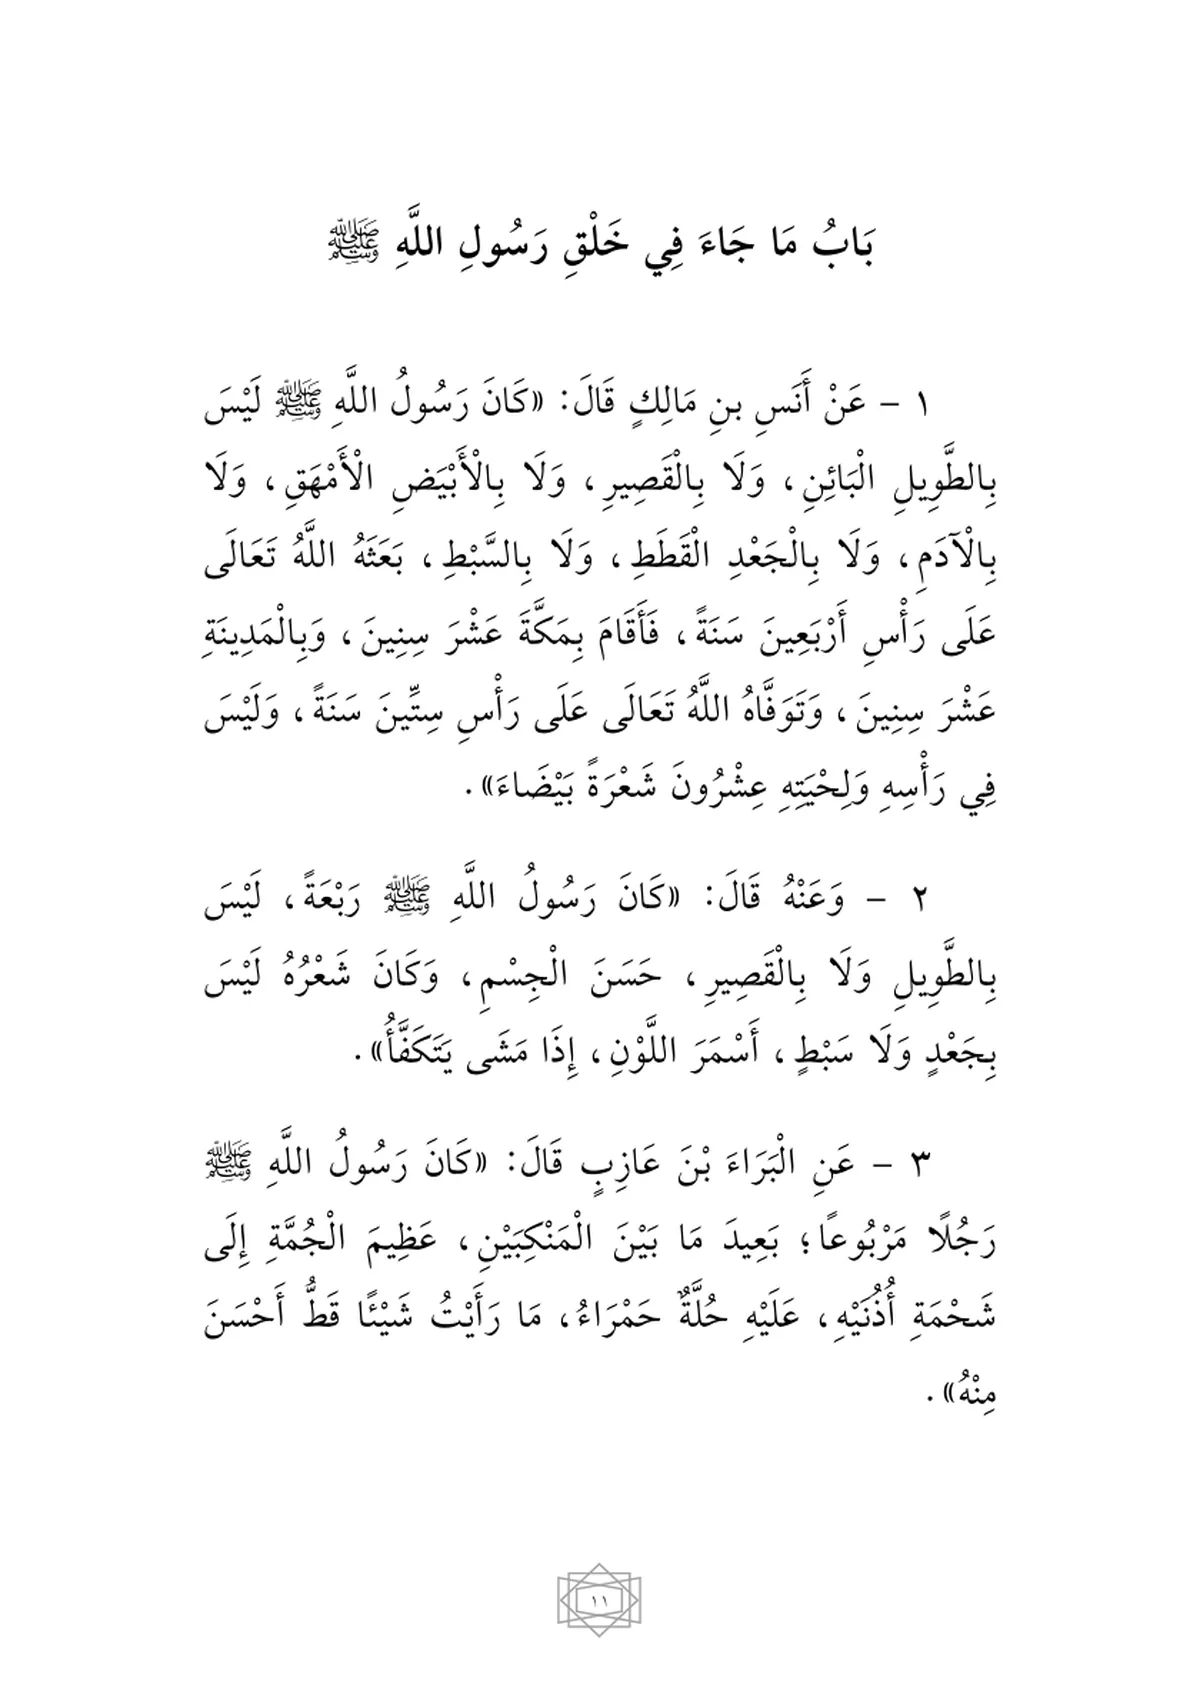 بَابُ مَا جَاءَ فِي خَلْقِ رَسُولِ اللَّهِ ﷺ
١ - عَنْ أَنَسِ بنِ مَالِكٍ قَالَ: «كَانَ رَسُولُ اللَّهِ ﷺ لَيْسَ
بِالطَّوِيلِ الْبَائِنِ، وَلَا بِالْقَصِيرِ، وَلَا بِالْأَبْيَضِ الْأَمْهَقِ، وَلَا
بِالْآدَمِ، وَلَا بِالْجَعْدِ الْقَطَطِ، وَلَا بِالسَّبْطِ، بَعَثَهُ اللَّهُ تَعَالَى
عَلَى رَأْسِ أَرْبَعِينَ سَنَةً، فَأَقَامَ بِمَكَّةَ عَشْرَ سِنِينَ، وَبِالْمَدِينَةِ
عَشْرَ سِنِينَ، وَتَوَفَّاهُ اللَّهُ تَعَالَى عَلَى رَأْسِ سِتِّينَ سَنَةً، وَلَيْسَ
فِي رَأْسِهِ وَلِحْيَتِهِ عِشْرُونَ شَعْرَةً بَيْضَاءَ».
٢ - وَعَنْهُ قَالَ: «كَانَ رَسُولُ اللَّهِ ﷺ رَبْعَةً، لَيْسَ
بِالطَّوِيلِ وَلَا بِالْقَصِيرِ، حَسَنَ الْجِسْمِ، وَكَانَ شَعْرُهُ لَيْسَ
بِجَعْدٍ وَلَا سَبْطٍ، أَسْمَرَ اللَّوْنِ، إِذَا مَشَى يَتَكَفَّأُ».
٣ - عَنِ الْبَرَاءَ بْنَ عَازِبٍ قَالَ: «كَانَ رَسُولُ اللَّهِ ﷺ
رَجُلًا مَرْبُوعًا؛ بَعِيدَ مَا بَيْنَ الْمَنْكِبَيْنِ، عَظِيمَ الْجُمَّةِ إِلَى
شَحْمَةِ أُذُنَيْهِ، عَلَيْهِ حُلَّةٌ حَمْرَاءُ، مَا رَأَيْتُ شَيْئًا قَطُّ أَحْسَنَ
مِنْهُ».
١١